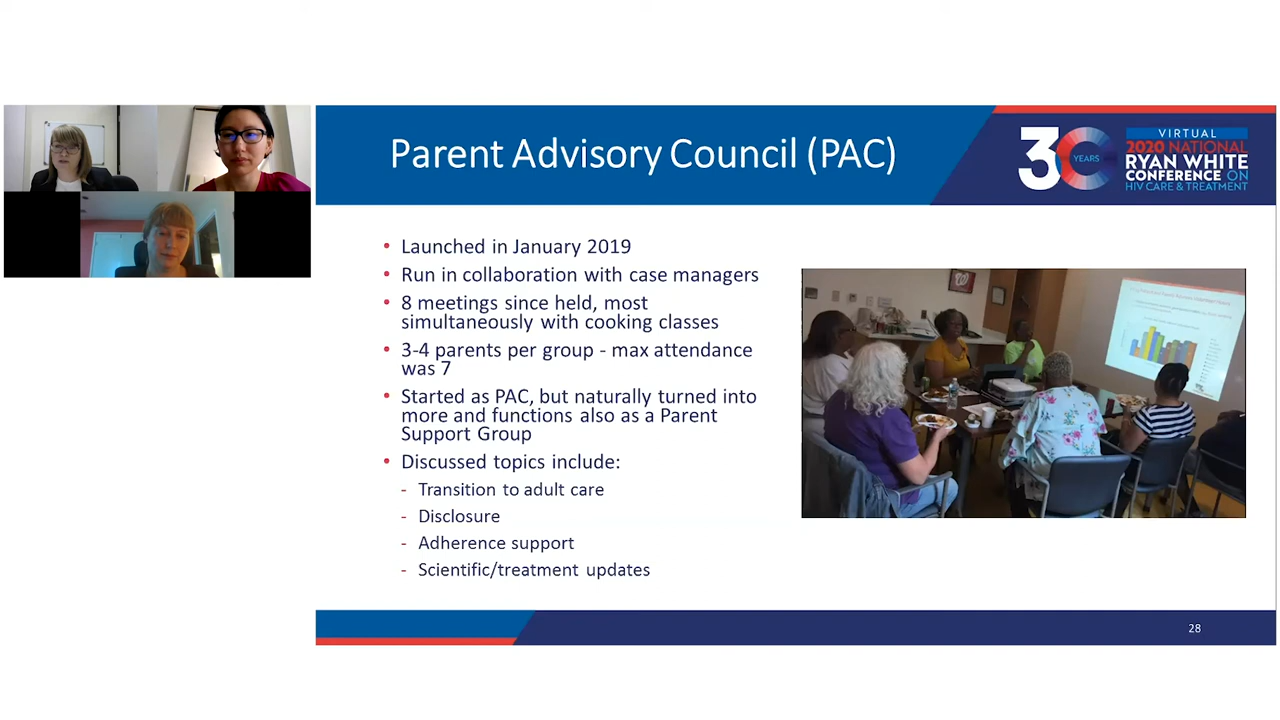 Parent Advisory Council (PAC)
30 YEARS
VIRTUAL
2020 NATIONAL
RYAN WHITE
CONFERENCE ON
HIV CARE & TREATMENT
• Launched in January 2019
• Run in collaboration with case managers
• 8 meetings since held, most
simultaneously with cooking classes
• 3-4 parents per group - max attendance
was 7
• Started as PAC, but naturally turned into
more and functions also as a Parent
Support Group
• Discussed topics include:
- Transition to adult care
- Disclosure
- Adherence support
- Scientific/treatment updates
28